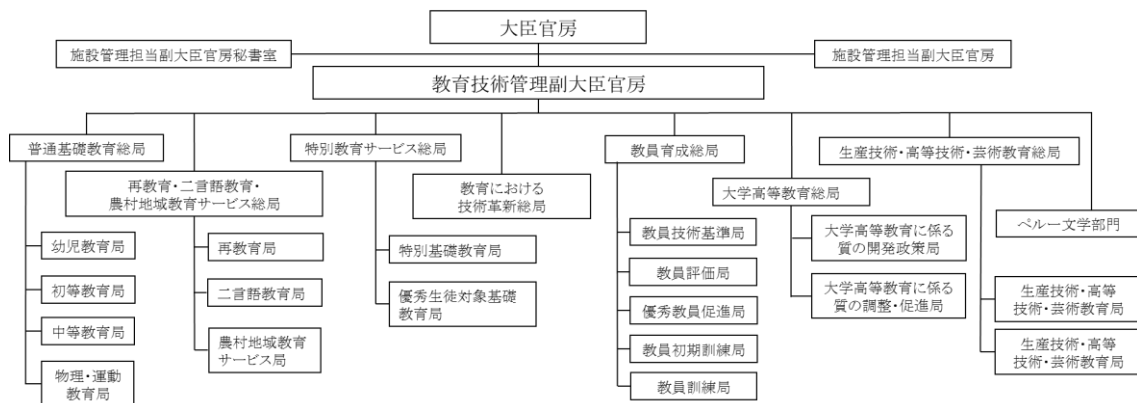 大臣官房
施設管理担当副大臣官房秘書室
施設管理担当副大臣官房
教育技術管理副大臣官房
普通基礎教育総局
幼児教育局
初等教育局
中等教育局
物理・運動
教育局
再教育・二言語教育・
農村地域教育サービス総局
再教育局
二言語教育局
農村地域教育
サービス局
特別教育サービス総局
特別基礎教育局
優秀生徒対象基礎
教育局
教育における
技術革新総局
教員育成総局
教員技術基準局
教員評価局
優秀教員促進局
教員初期訓練局
教員訓練局
大学高等教育総局
大学高等教育に係る
質の開発政策局
大学高等教育に係る
質の調整・促進局
生産技術・高等技術・芸術教育総局
生産技術・高等
技術・芸術教育局
生産技術・高等
技術・芸術教育局
ペルー文学部門